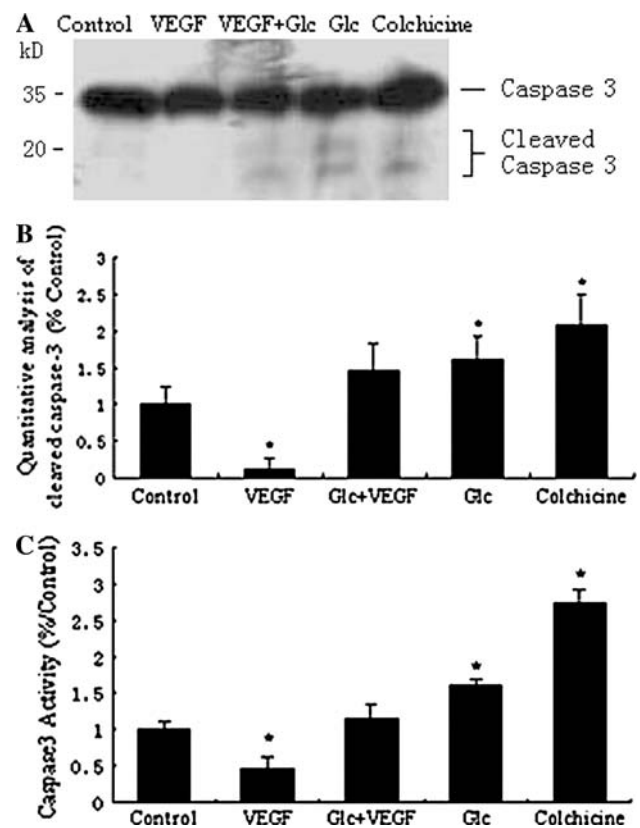 A Control VEGF VEGF+Glc Glc Colchicine
kD
35 – — Caspase 3
20 – Cleaved
Caspase 3
B
Quantitative analysis of
cleaved caspase-3 (% Control)
3
2.5
2
1.5
1
0.5
0
* * *
Control VEGF Glc+VEGF Glc Colchicine
C
Caspase3 Activity (%/Control)
3.5
3
2.5
2
1.5
1
0.5
0
* * *
Control VEGF Glc+VEGF Glc Colchicine